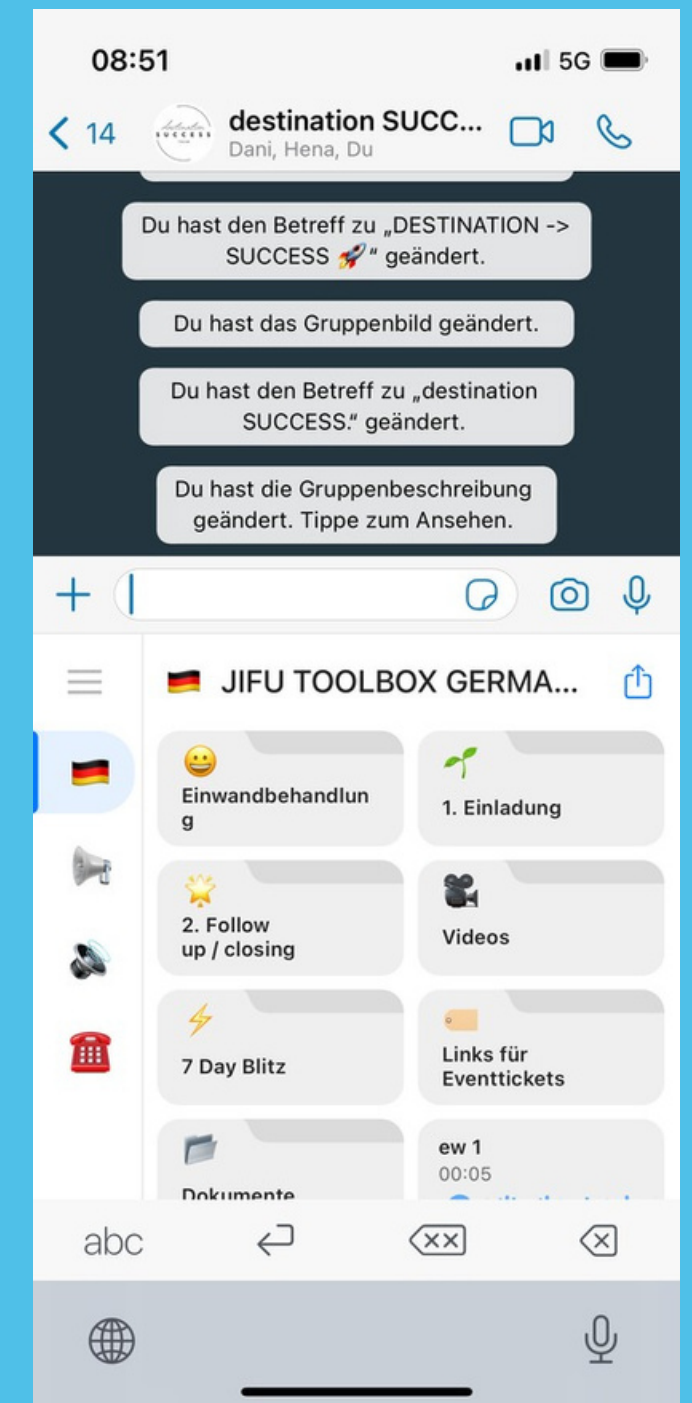 08:51
5G
14
SUCCESS
destination SUCC...
Dani, Hena, Du
Du hast den Betreff zu „DESTINATION ->
SUCCESS 🚀“ geändert.
Du hast das Gruppenbild geändert.
Du hast den Betreff zu „destination
SUCCESS.“ geändert.
Du hast die Gruppenbeschreibung
geändert. Tippe zum Ansehen.
🇩🇪 JIFU TOOLBOX GERMA...
Einwandbehandlun
g
1. Einladung
2. Follow
up / closing
Videos
7 Day Blitz
Links für
Eventtickets
Dokumente
ew 1
00:05
abc